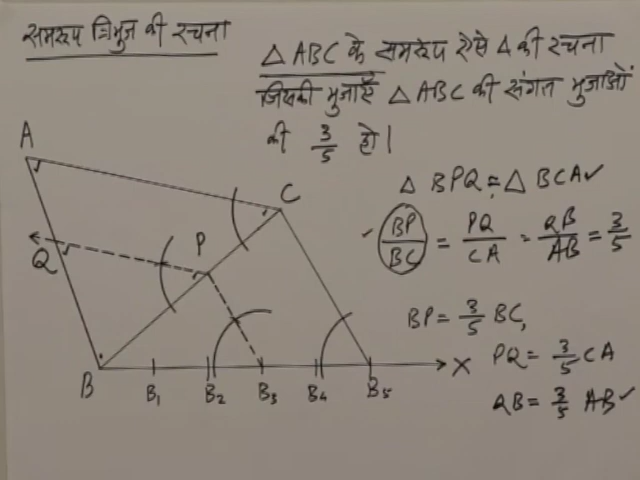 समरूप त्रिभुज की रचना
△ ABC के समरूप ऐसे △ की रचना
जिसकी भुजाएँ △ ABC की संगत भुजाओं
की 3/5 हो।
△ BPQ ≅ △ BCA ✓
✓ BP/BC = PQ/CA = QB/AB = 3/5
BP = 3/5 BC,
PQ = 3/5 CA
QB = 3/5 AB ✓
A
C
P
Q
B
B₁
B₂
B₃
B₄
B₅
X